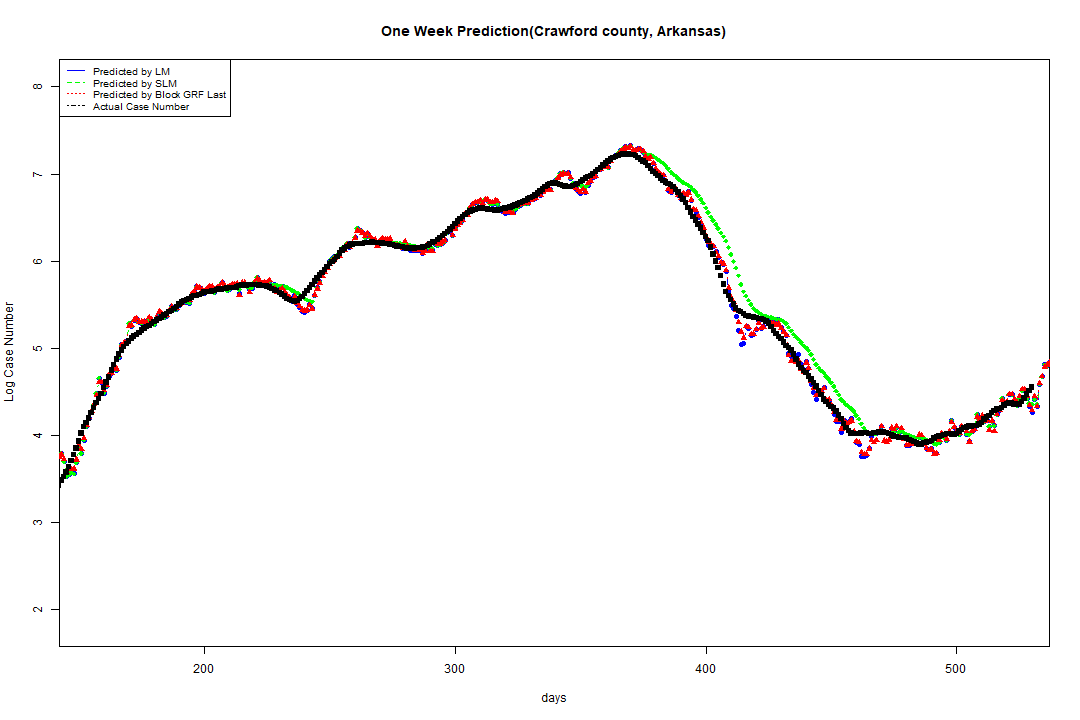 One Week Prediction(Crawford county, Arkansas)
Predicted by LM
Predicted by SLM
Predicted by Block GRF Last
Actual Case Number
8
7
6
5
4
3
2
Log Case Number
200 300 400 500
days